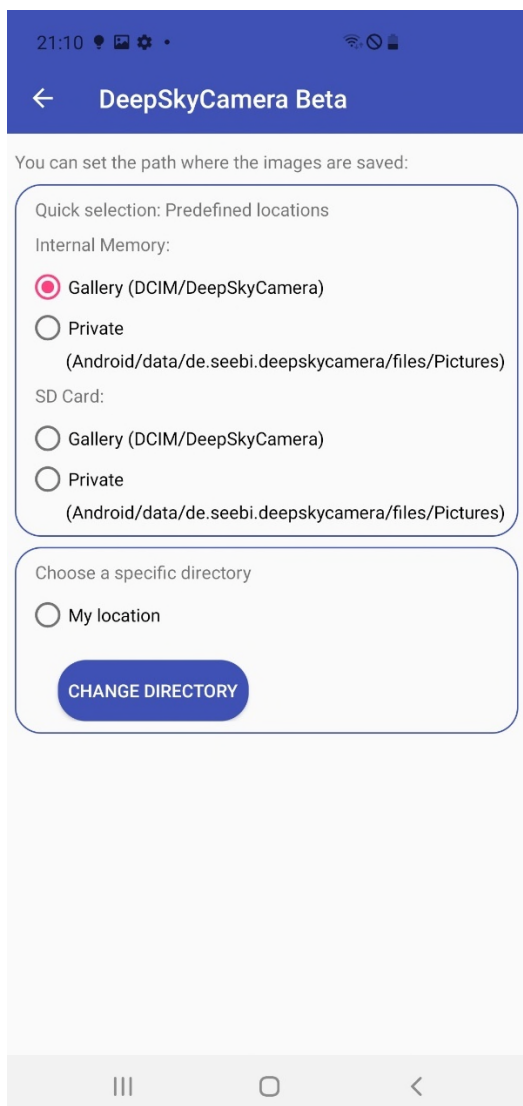 21:10
DeepSkyCamera Beta
You can set the path where the images are saved:
Quick selection: Predefined locations
Internal Memory:
Gallery (DCIM/DeepSkyCamera)
Private
(Android/data/de.seebi.deepskycamera/files/Pictures)
SD Card:
Gallery (DCIM/DeepSkyCamera)
Private
(Android/data/de.seebi.deepskycamera/files/Pictures)
Choose a specific directory
My location
CHANGE DIRECTORY